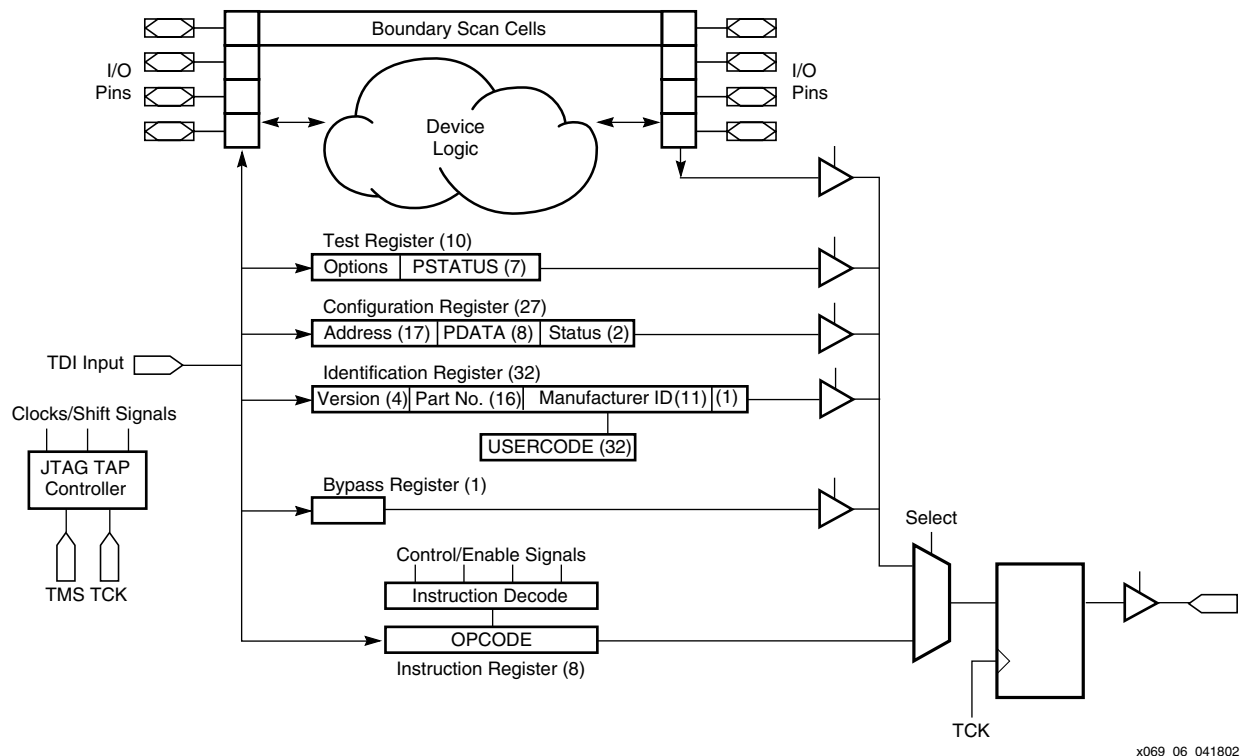 Boundary Scan Cells
I/O
Pins
I/O
Pins
Device
Logic
Test Register (10)
Options PSTATUS (7)
Configuration Register (27)
Address (17) PDATA (8) Status (2)
TDI Input
Identification Register (32)
Version (4) Part No. (16) Manufacturer ID (11) (1)
USERCODE (32)
Clocks/Shift Signals
JTAG TAP
Controller
TMS TCK
Bypass Register (1)
Select
Control/Enable Signals
Instruction Decode
OPCODE
Instruction Register (8)
TCK
x069_06_041802